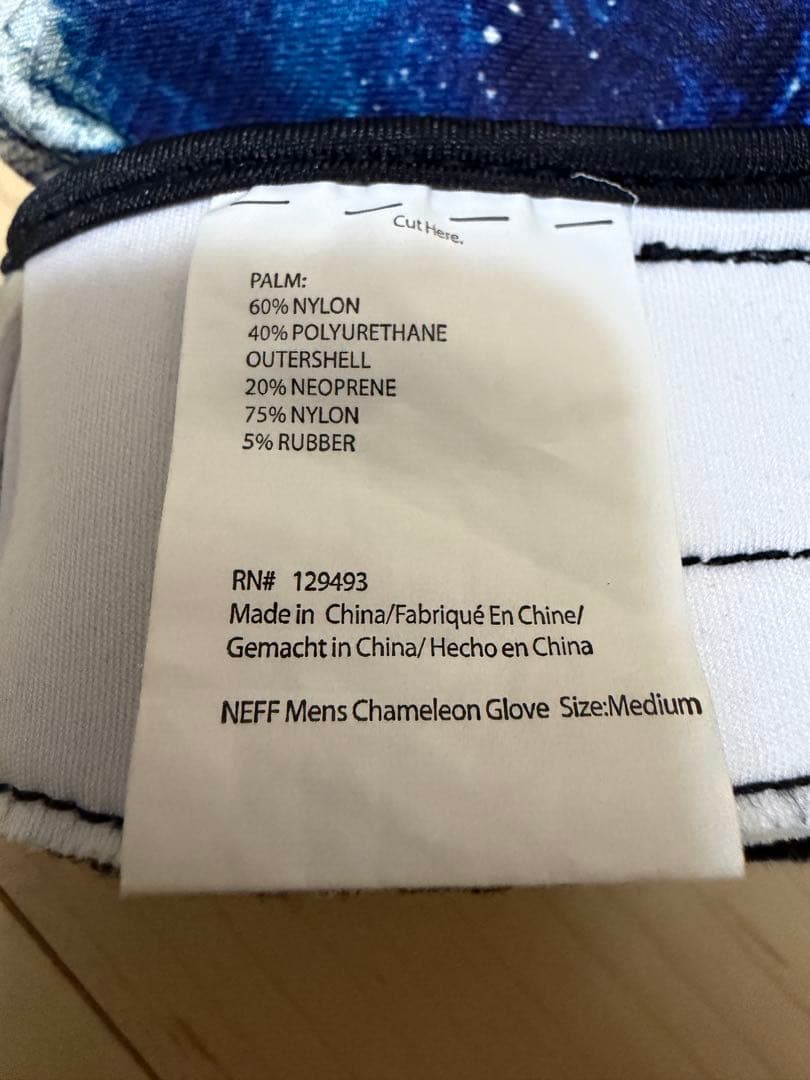 Cut Here.
PALM:
60% NYLON
40% POLYURETHANE
OUTERSHELL
20% NEOPRENE
75% NYLON
5% RUBBER
RN# 129493
Made in China/Fabriqué En Chine/
Gemacht in China/ Hecho en China
NEFF Mens Chameleon Glove Size:Medium